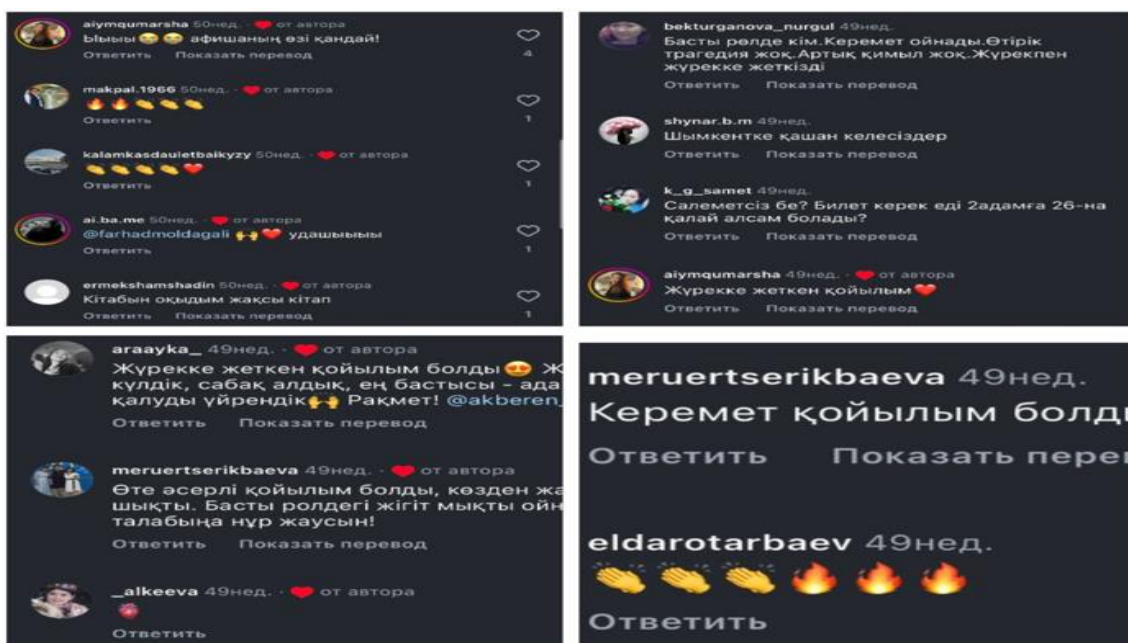 aiymqumarsha 50нед. · ❤️ от автора
Ыыыы😭😭 афишаның өзі қандай!
Ответить Показать перевод
4
makpal.1966 50нед. · ❤️ от автора
🔥🔥👏👏👏
Ответить
1
kalamkasdauletbaikyzy 50нед. · ❤️ от автора
👏👏👏👏❤️
Ответить
1
ai.ba.me 50нед. · ❤️ от автора
@farhadmoldagali 🙌❤️ удашыыыы
Ответить
1
ermekshamshadin 50нед. · ❤️ от автора
Кітабын оқыдым жақсы кітап
Ответить Показать перевод
1
bekturganova_nurgul 49нед.
Басты рөлде кім.Керемет ойнады.Өтірік
трагедия жоқ.Артық қимыл жоқ.Жүрекпен
жүрекке жеткізді
Ответить Показать перевод
shynar.b.m 49нед.
Шымкентке қашан келесіздер
Ответить Показать перевод
k_g_samet 49нед.
Салеметсіз бе? Билет керек еді 2адамға 26-на
қалай алсам болады?
Ответить Показать перевод
aiymqumarsha 49нед. · ❤️ от автора
Жүрекке жеткен қойылым❤️
Ответить Показать перевод
araayka_ 49нед. · ❤️ от автора
Жүрекке жеткен қойылым болды😍 Ж
күлдік, сабақ алдық, ең бастысы – ада
қалуды үйрендік🙌 Рақмет! @akberen_
Ответить Показать перевод
meruertserikbaeva 49нед. · ❤️ от автора
Өте әсерлі қойылым болды, көзден жа
шықты. Басты ролдегі жігіт мықты ойн
талабыңа нұр жаусын!
Ответить Показать перевод
_alkeeva 49нед. · ❤️ от автора
🫀
Ответить
meruertserikbaeva 49нед.
Керемет қойылым болды
Ответить Показать пере
eldarotarbaev 49нед.
👏👏👏🔥🔥🔥
Ответить